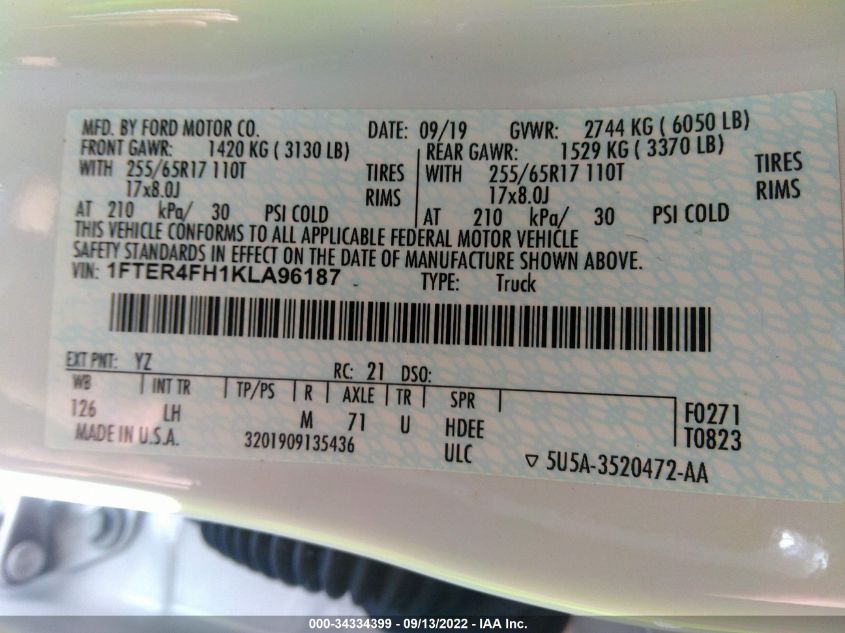 MFD. BY FORD MOTOR CO. DATE: 09/19 GVWR: 2744 KG ( 6050 LB)
FRONT GAWR: 1420 KG ( 3130 LB) REAR GAWR: 1529 KG ( 3370 LB)
WITH 255/65R17 110T TIRES WITH 255/65R17 110T TIRES
17x8.0J RIMS 17x8.0J RIMS
AT 210 kPa/ 30 PSI COLD AT 210 kPa/ 30 PSI COLD
THIS VEHICLE CONFORMS TO ALL APPLICABLE FEDERAL MOTOR VEHICLE
SAFETY STANDARDS IN EFFECT ON THE DATE OF MANUFACTURE SHOWN ABOVE.
VIN: 1FTER4FH1KLA96187 TYPE: Truck
EXT PNT: YZ RC: 21 DSO:
WB INT TR TP/PS R AXLE TR SPR
126 LH M 71 U HDEE F0271
MADE IN U.S.A. 3201909135436 ULC T0823
5U5A-3520472-AA
000-34334399 - 09/13/2022 - IAA Inc.